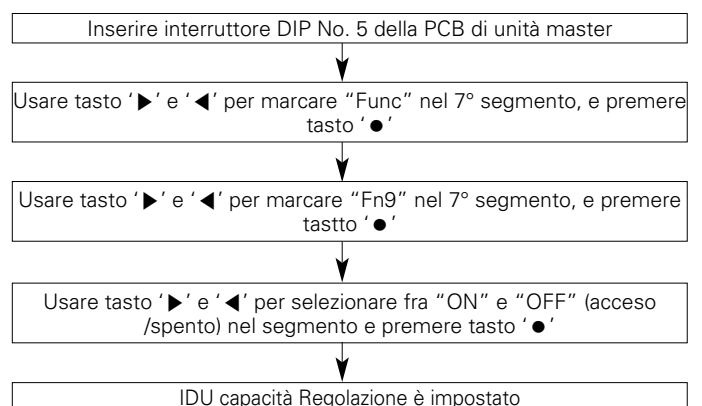 Inserire interruttore DIP No. 5 della PCB di unità master
Usare tasto ‘▶’ e ‘◀’ per marcare “Func” nel 7° segmento, e premere
tasto ‘●’
Usare tasto ‘▶’ e ‘◀’ per marcare “Fn9” nel 7° segmento, e premere
tastto ‘●’
Usare tasto ‘▶’ e ‘◀’ per selezionare fra “ON” e “OFF” (acceso
/spento) nel segmento e premere tasto ‘●’
IDU capacità Regolazione è impostato